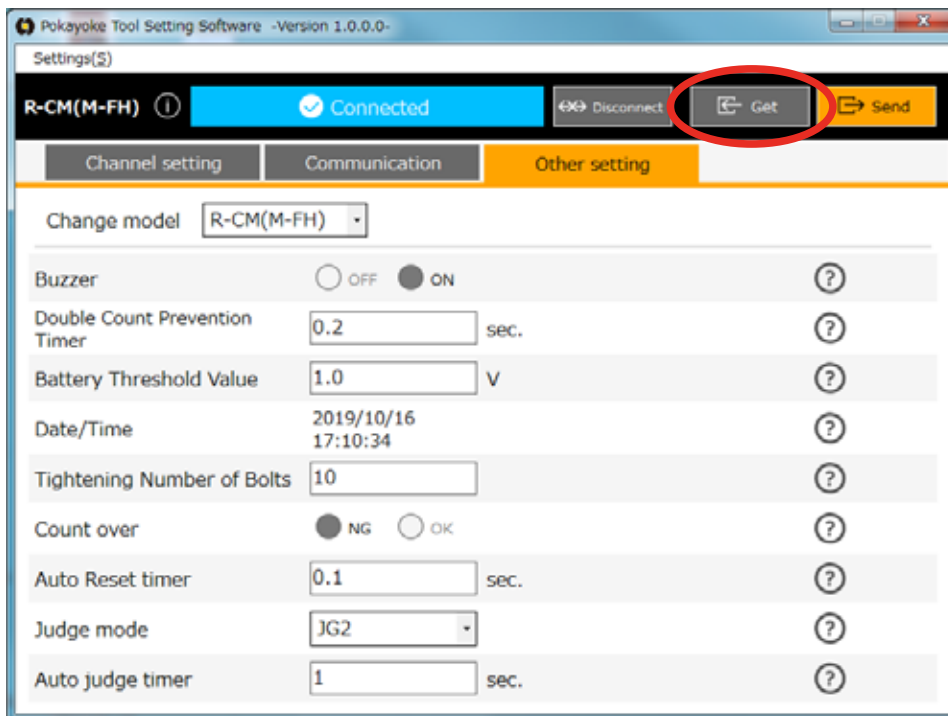 Pokayoke Tool Setting Software -Version 1.0.0.0-
Settings(S)
R-CM(M-FH) i Connected Disconnect Get Send
Channel setting Communication Other setting
Change model R-CM(M-FH)
Buzzer OFF ON ?
Double Count Prevention
Timer 0.2 sec. ?
Battery Threshold Value 1.0 V ?
Date/Time 2019/10/16
17:10:34 ?
Tightening Number of Bolts 10 ?
Count over NG OK ?
Auto Reset timer 0.1 sec. ?
Judge mode JG2 ?
Auto judge timer 1 sec. ?